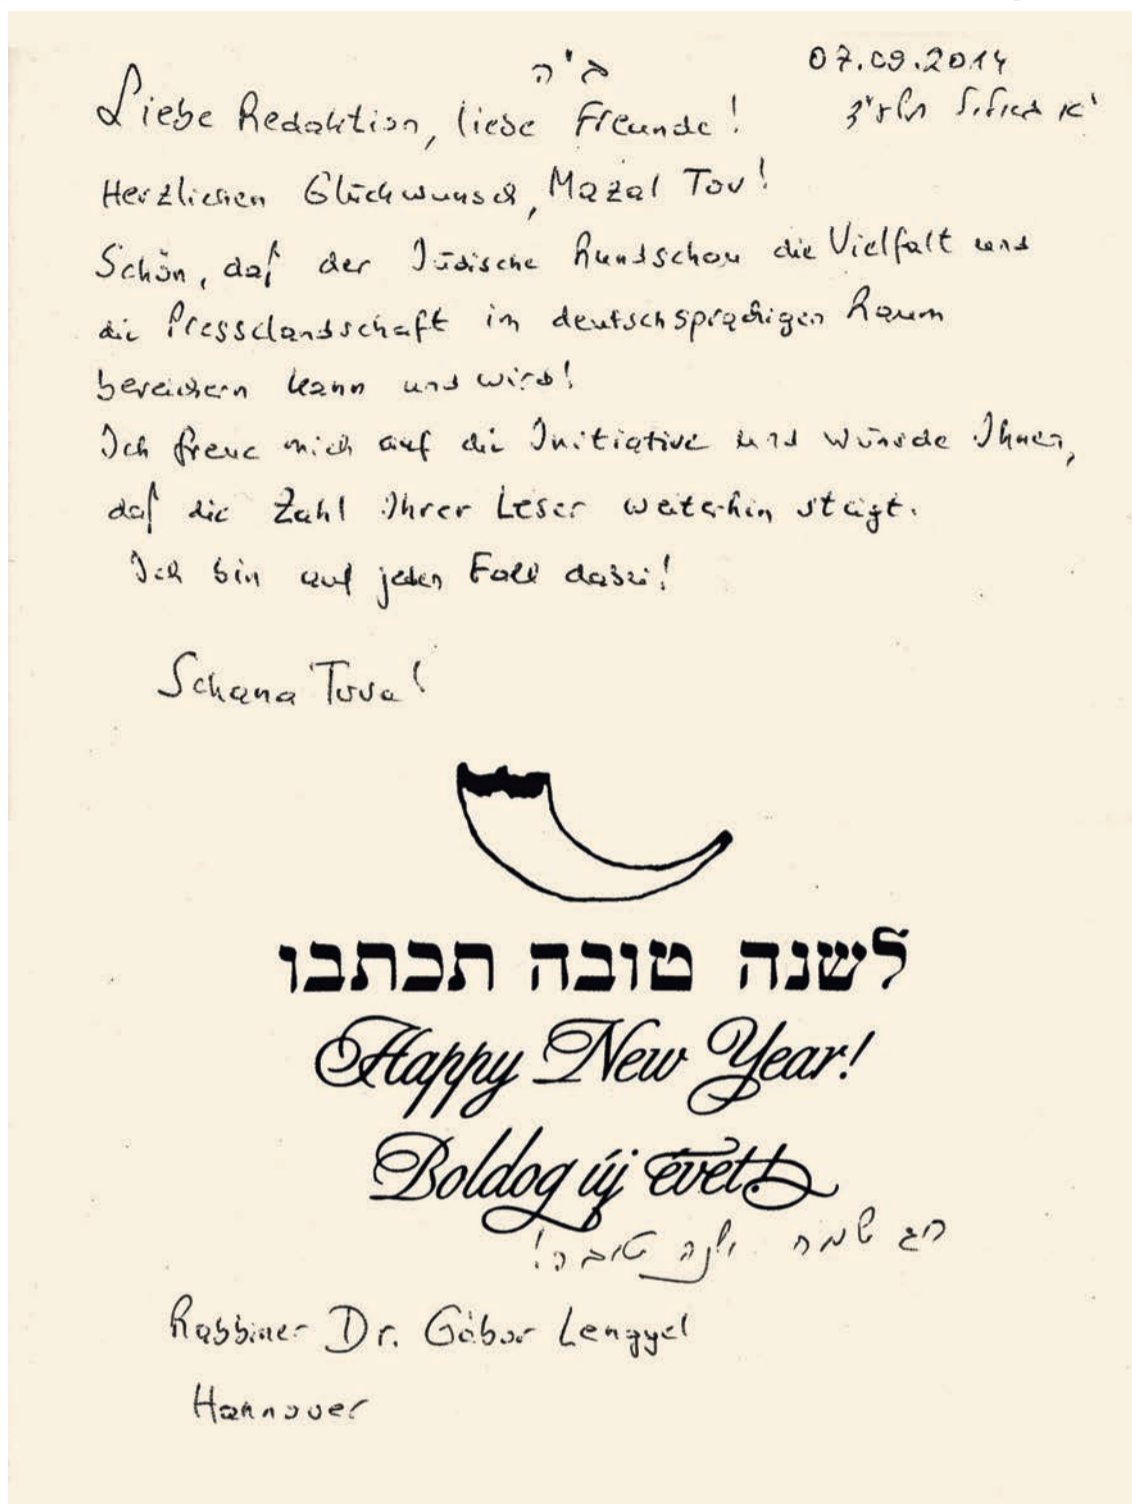 ב"ה
07.09.2014
י"א באלול תשע"ד
Liebe Redaktion, liebe Freunde!
Herzlichen Glückwunsch, Mazal Tov!
Schön, daß der Jüdische Rundschau die Vielfalt und
die Presselandschaft im deutschsprachigen Raum
bereichern kann und wird!
Ich freue mich auf die Initiative und wünsche Ihnen,
daß die Zahl Ihrer Leser weiterhin steigt.
Ich bin auf jeden Fall dabei!
Schana Tova!
לשנה טובה תכתבו
Happy New Year!
Boldog új évet!
חג שמח ושנה טובה!
Rabbiner Dr. Gábor Lengyel
Hannover